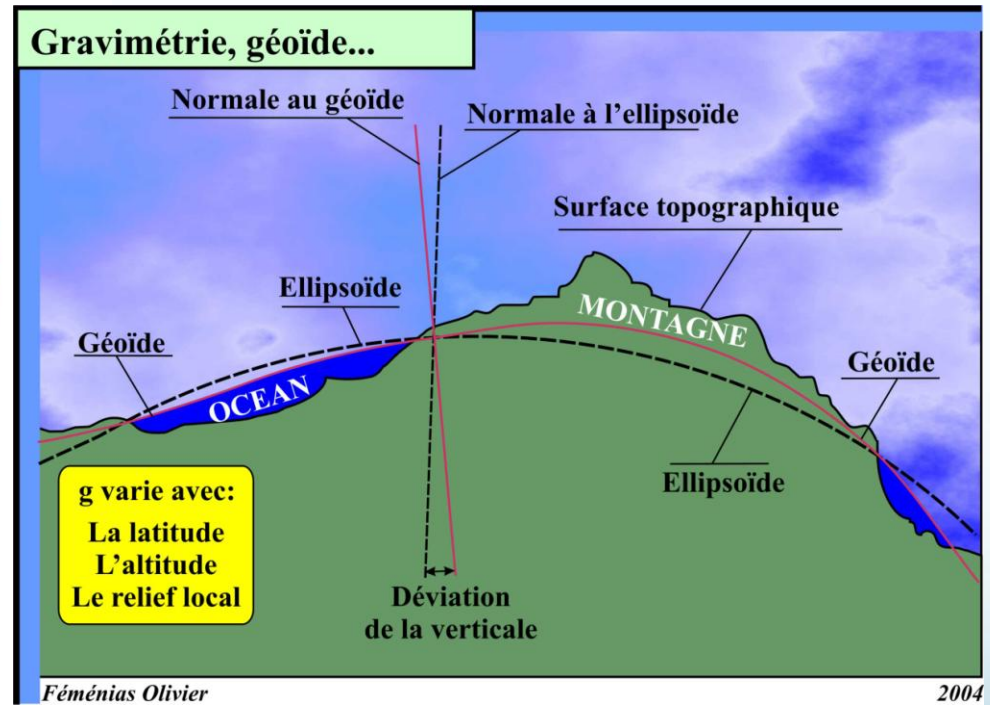 Gravimétrie, géoïde...
Normale au géoïde
Normale à l'ellipsoïde
Surface topographique
Ellipsoïde
MONTAGNE
Géoïde
Géoïde
OCEAN
Ellipsoïde
g varie avec:
La latitude
L'altitude
Le relief local
Déviation
de la verticale
Féménias Olivier
2004